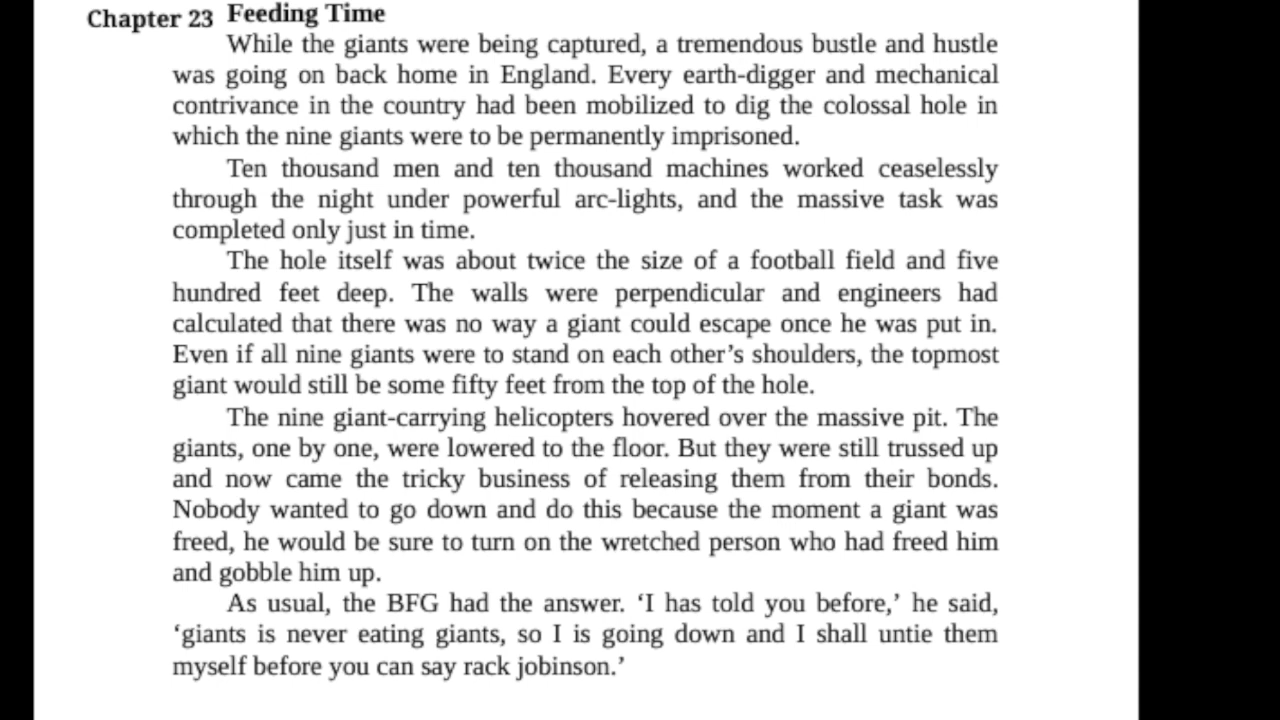 Chapter 23 Feeding Time
While the giants were being captured, a tremendous bustle and hustle
was going on back home in England. Every earth-digger and mechanical
contrivance in the country had been mobilized to dig the colossal hole in
which the nine giants were to be permanently imprisoned.
Ten thousand men and ten thousand machines worked ceaselessly
through the night under powerful arc-lights, and the massive task was
completed only just in time.
The hole itself was about twice the size of a football field and five
hundred feet deep. The walls were perpendicular and engineers had
calculated that there was no way a giant could escape once he was put in.
Even if all nine giants were to stand on each other’s shoulders, the topmost
giant would still be some fifty feet from the top of the hole.
The nine giant-carrying helicopters hovered over the massive pit. The
giants, one by one, were lowered to the floor. But they were still trussed up
and now came the tricky business of releasing them from their bonds.
Nobody wanted to go down and do this because the moment a giant was
freed, he would be sure to turn on the wretched person who had freed him
and gobble him up.
As usual, the BFG had the answer. ‘I has told you before,’ he said,
‘giants is never eating giants, so I is going down and I shall untie them
myself before you can say rack jobinson.’